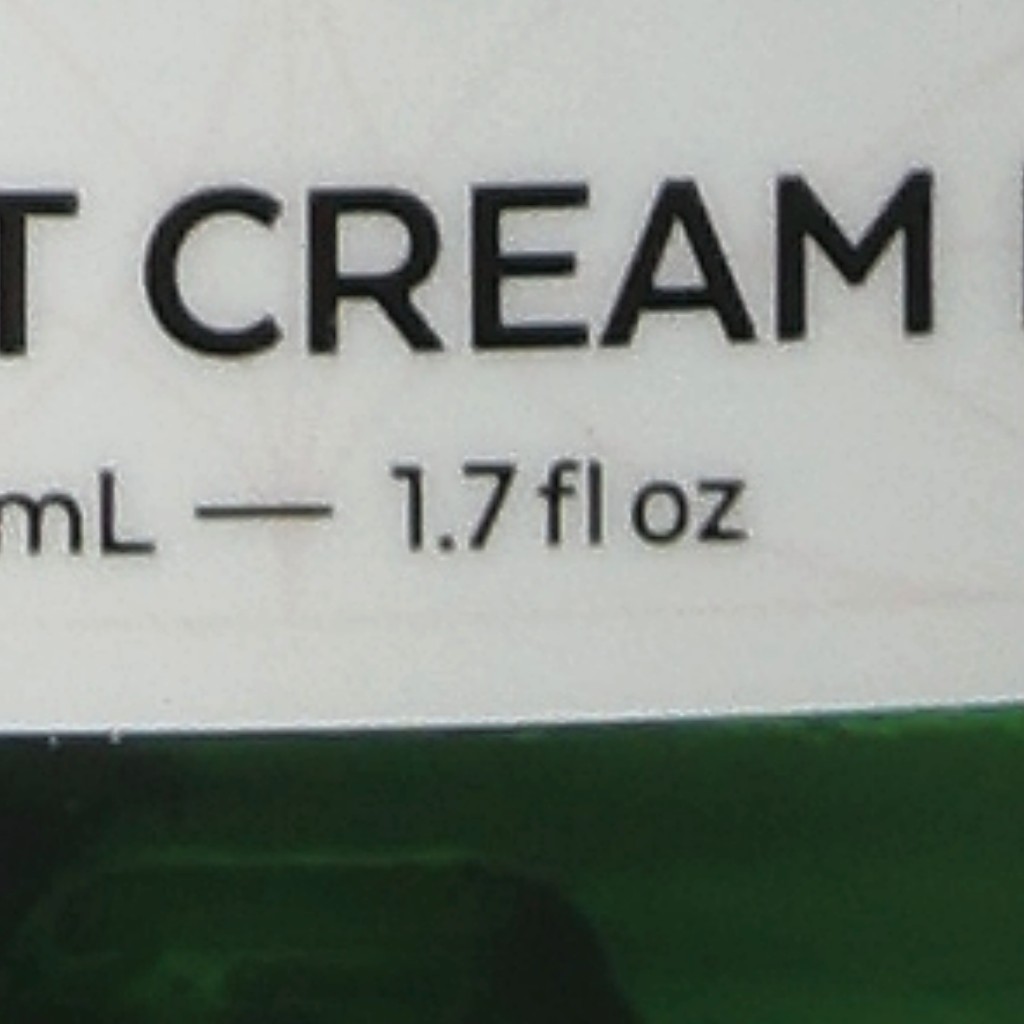 T CREAM
mL — 1.7 fl oz